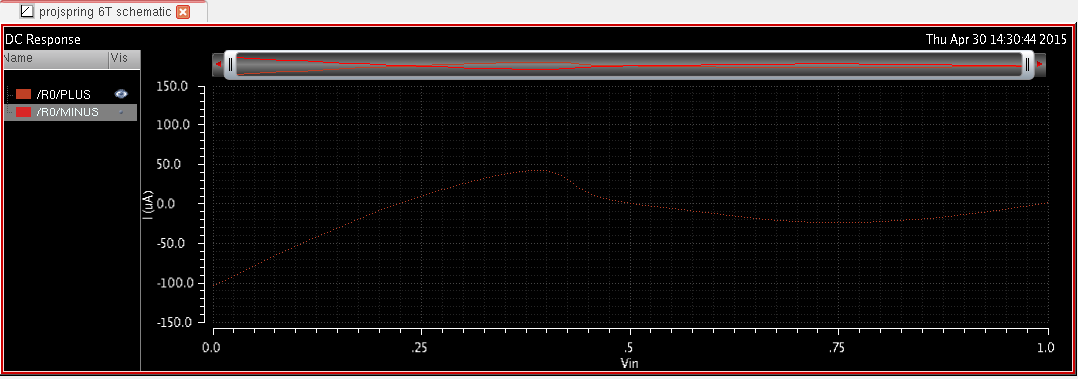 projspring 6T schematic
DC Response
Thu Apr 30 14:30:44 2015
Name Vis
/R0/PLUS
/R0/MINUS
150.0
100.0
50.0
0.0
-50.0
-100.0
-150.0
I (uA)
0.0 .25 .5 .75 1.0
Vin